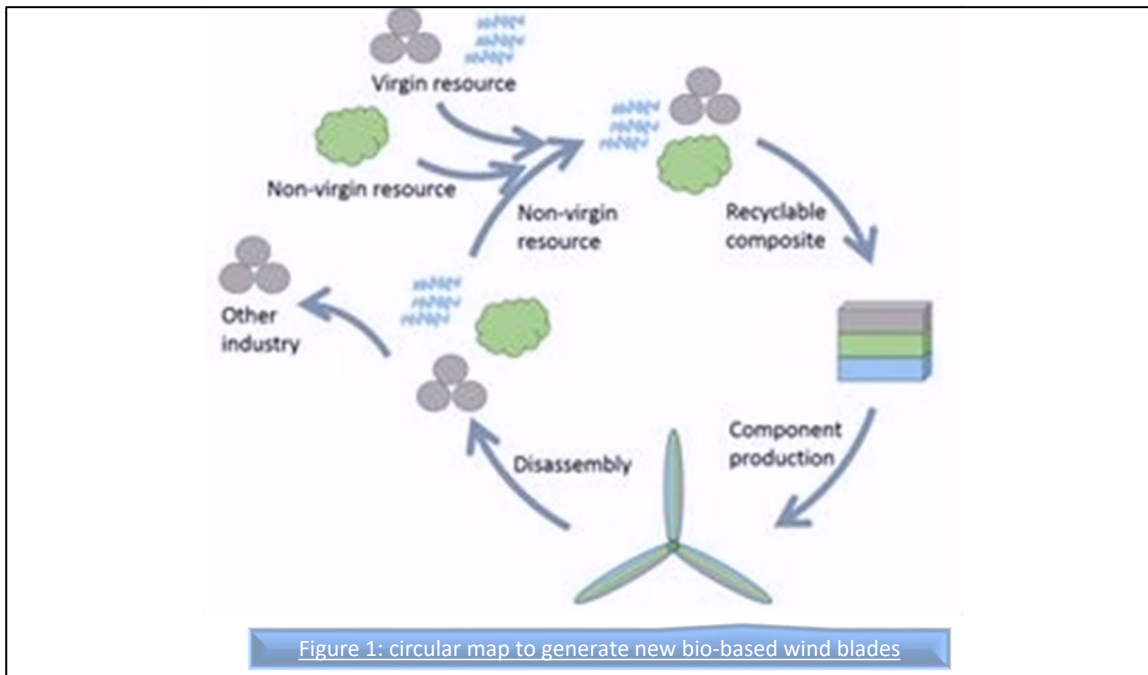 Virgin resource
Non-virgin resource
Non-virgin
resource
Recyclable
composite
Other
industry
Component
production
Disassembly
Figure 1: circular map to generate new bio-based wind blades